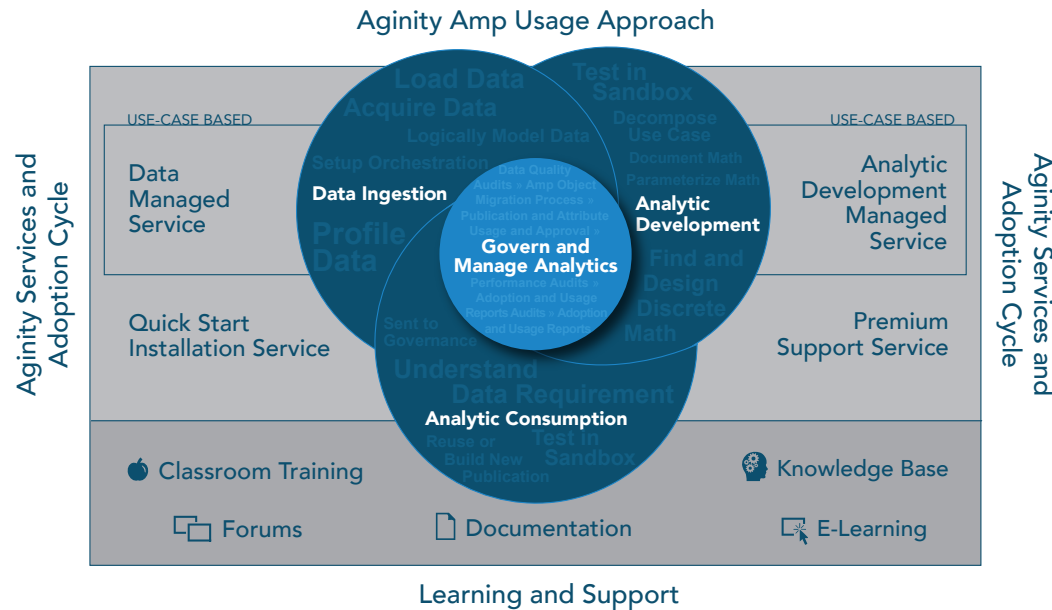 Aginity Amp Usage Approach
Aginity Services and
Adoption Cycle
USE-CASE BASED
Data
Managed
Service
Quick Start
Installation Service
Load Data
Acquire Data
Logically Model Data
Setup Orchestration
Data Ingestion
Profile
Data
Test in
Sandbox
Decompose
Use Case
Document Math
Parameterize Math
Analytic
Development
Find and
Design
Discrete
Math
Data Quality
Audits » Amp Object
Migration Process »
Publication and Attribute
Usage and Approval »
Govern and
Manage Analytics
Performance Audits »
Adoption and Usage
Reports Audits » Adoption
and Usage Reports
Sent to
Governance
Understand
Data Requirement
Analytic Consumption
Reuse or
Build New
Publication
Test in
Sandbox
USE-CASE BASED
Analytic
Development
Managed
Service
Premium
Support Service
Aginity Services and
Adoption Cycle
Classroom Training
Knowledge Base
Forums
Documentation
E-Learning
Learning and Support